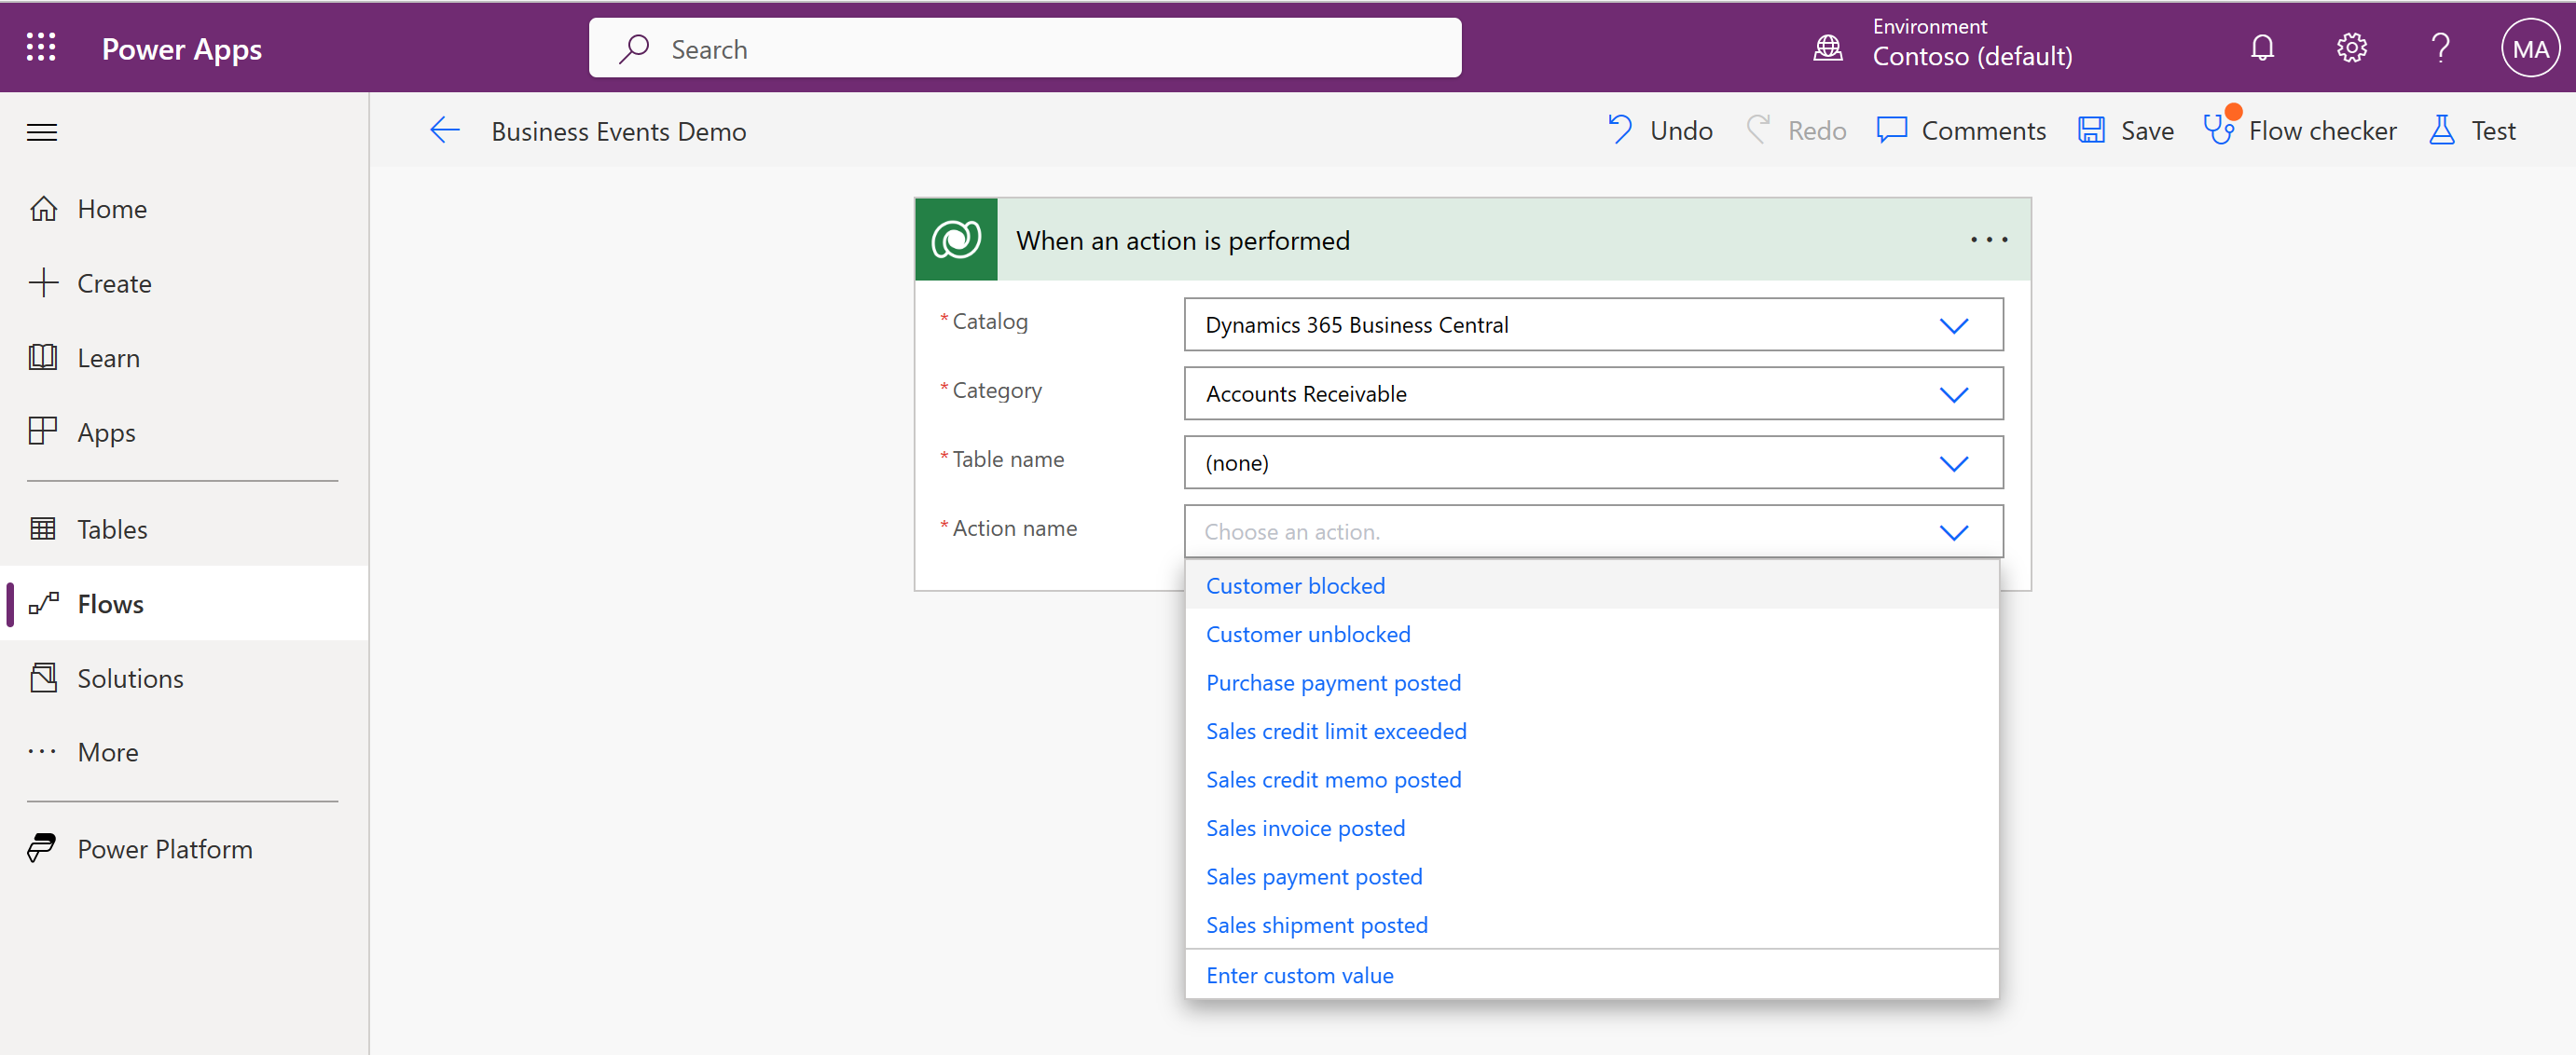 Power Apps
Search
Environment
Contoso (default)
MA
Business Events Demo
Undo
Redo
Comments
Save
Flow checker
Test
Home
Create
Learn
Apps
Tables
Flows
Solutions
More
Power Platform
When an action is performed
* Catalog
Dynamics 365 Business Central
* Category
Accounts Receivable
* Table name
(none)
* Action name
Choose an action.
Customer blocked
Customer unblocked
Purchase payment posted
Sales credit limit exceeded
Sales credit memo posted
Sales invoice posted
Sales payment posted
Sales shipment posted
Enter custom value